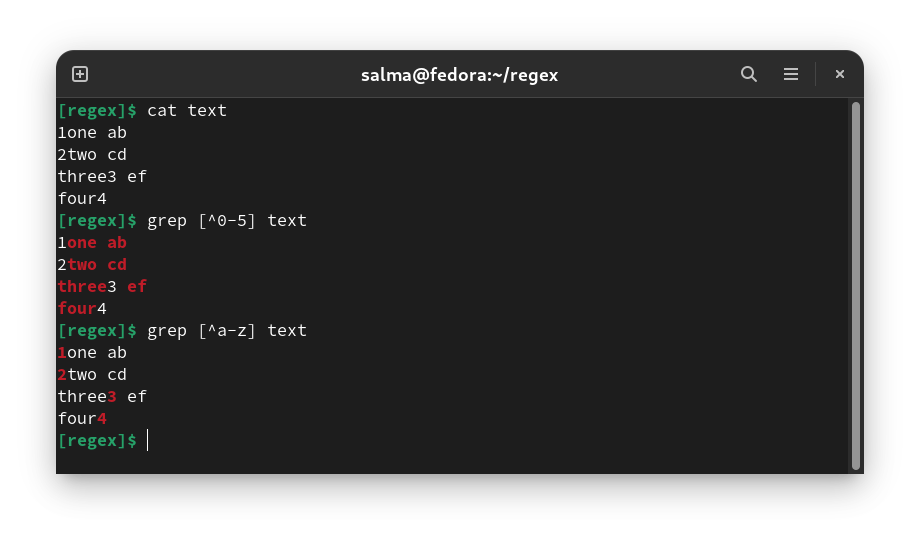 salma@fedora:~/regex
[regex]$ cat text
1one ab
2two cd
three3 ef
four4
[regex]$ grep [^0-5] text
1one ab
2two cd
three3 ef
four4
[regex]$ grep [^a-z] text
1one ab
2two cd
three3 ef
four4
[regex]$